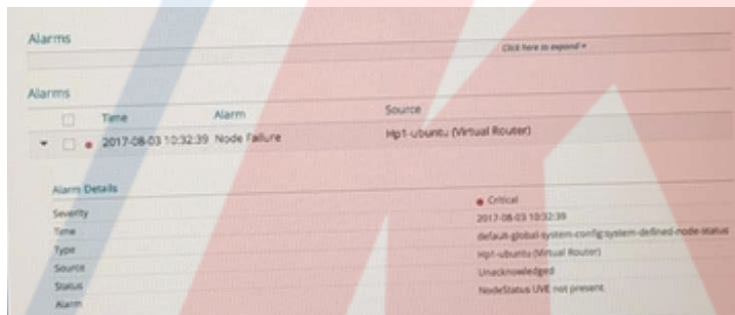 Alarms
Click here to expand
Alarms
Time Alarm Source
2017-08-03 10:32:39 Node Failure Hp1-ubuntu (Virtual Router)
Alarm Details
Severity Critical
Time 2017-08-03 10:32:39
Type default-global-system-config:system-defined-node-status
Source Hp1-ubuntu (Virtual Router)
Status Unacknowledged
Alarm NodeStatus UVE not present.